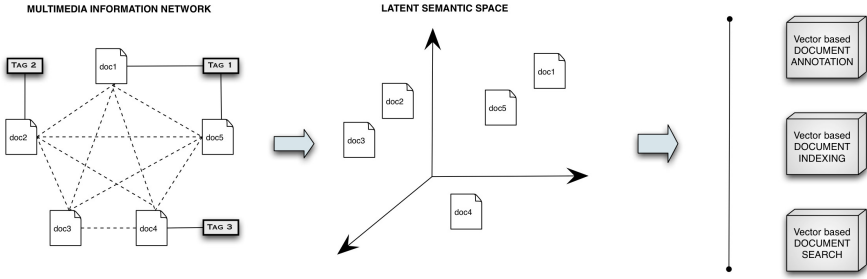 MULTIMEDIA INFORMATION NETWORK
TAG 2
doc1
TAG 1
doc2
doc5
doc3
doc4
TAG 3
LATENT SEMANTIC SPACE
doc1
doc2
doc5
doc3
doc4
Vector based
DOCUMENT
ANNOTATION
Vector based
DOCUMENT
INDEXING
Vector based
DOCUMENT
SEARCH